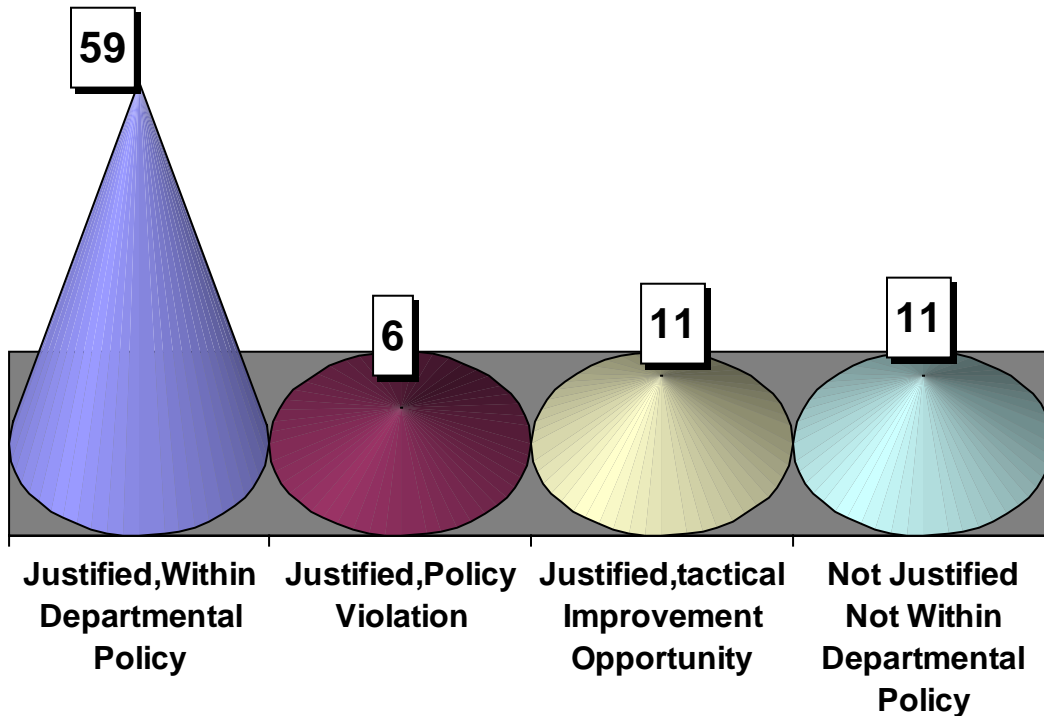 59
6
11
11
Justified,Within
Departmental
Policy
Justified,Policy
Violation
Justified,tactical
Improvement
Opportunity
Not Justified
Not Within
Departmental
Policy